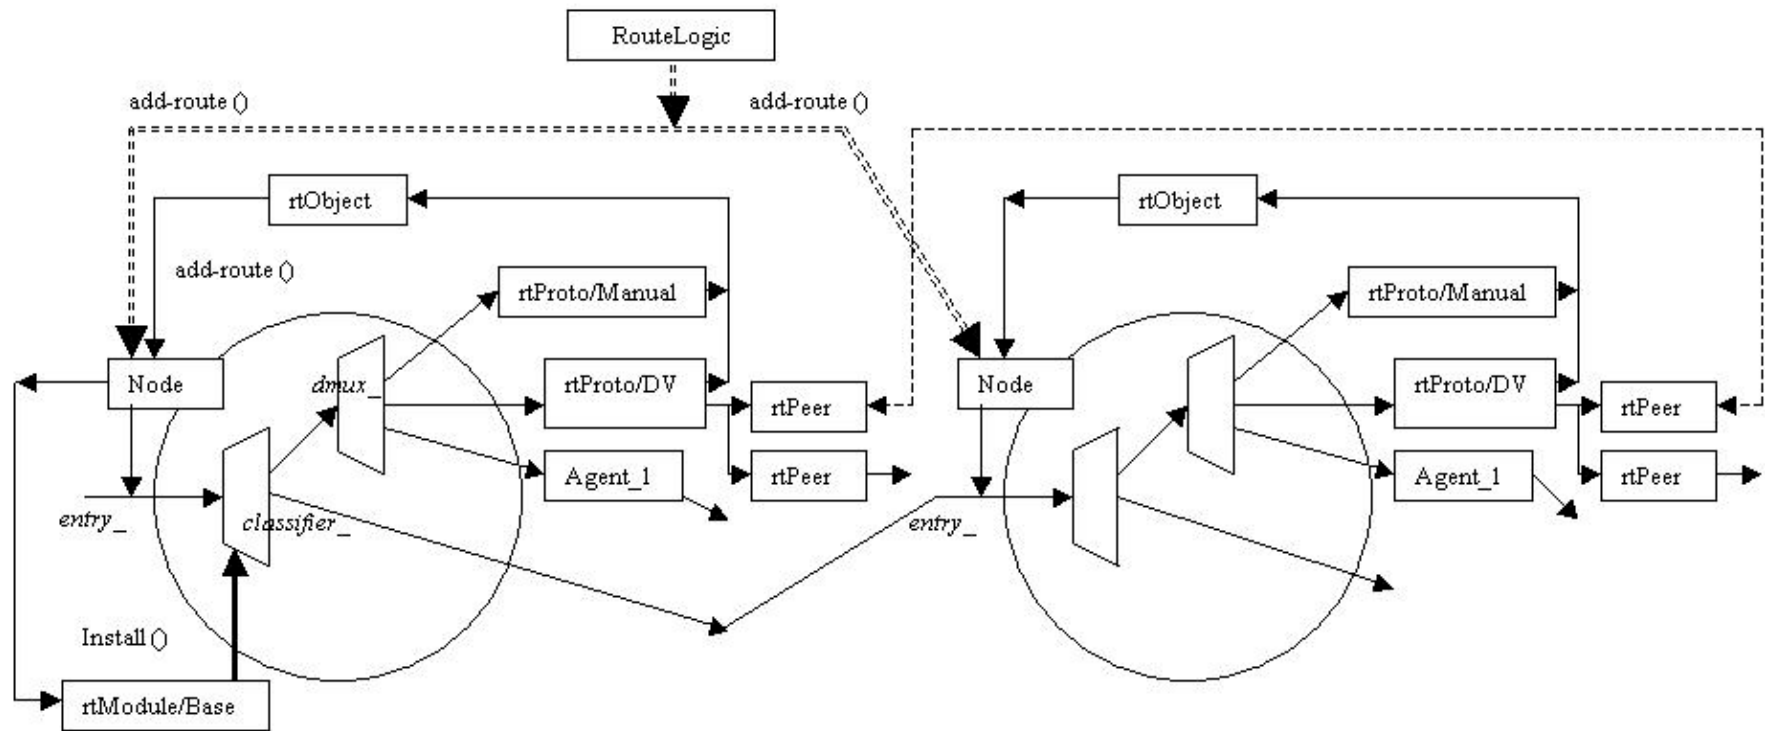 RouteLogic
add-route ()
add-route ()
rtObject
rtObject
add-route ()
rtProto/Manual
rtProto/Manual
Node
dmux_
rtProto/DV
rtPeer
Node
rtProto/DV
rtPeer
Agent_1
rtPeer
Agent_1
rtPeer
entry_
classifier_
entry_
Install ()
rtModule/Base